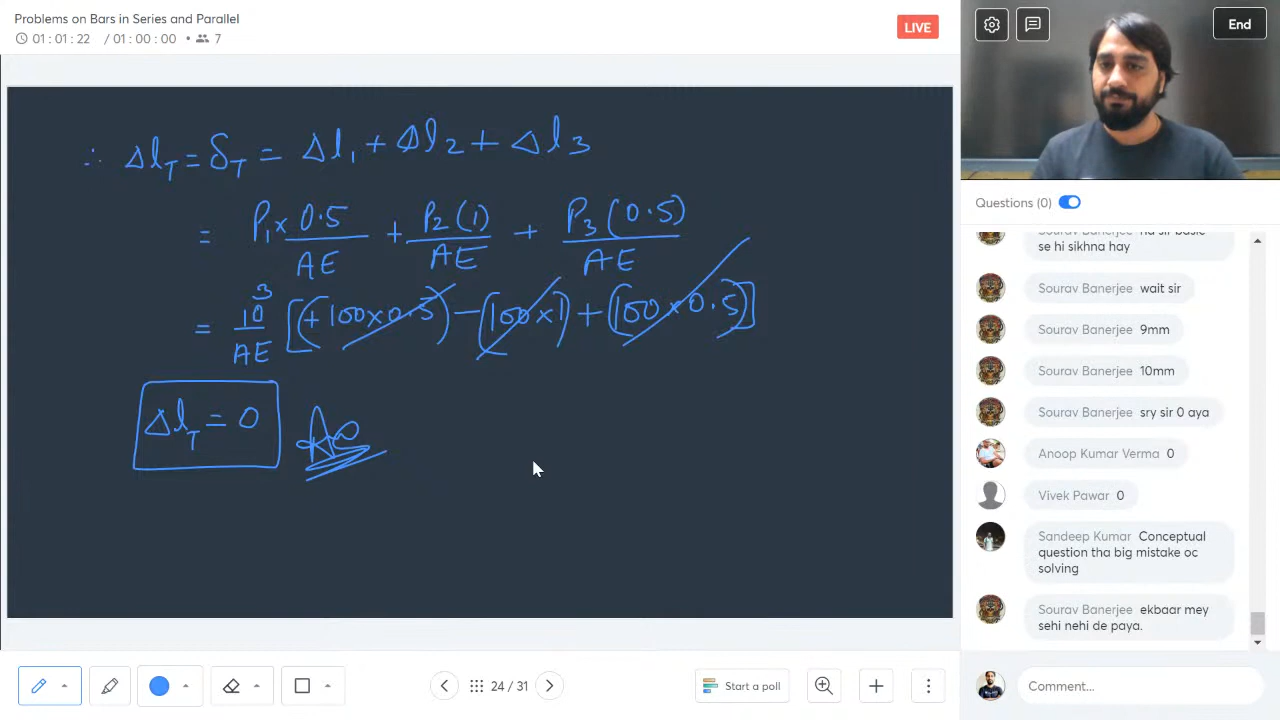 Problems on Bars in Series and Parallel
01:01:22 / 01:00:00 • 7
LIVE
End
∴ Δl_T = δ_T = Δl_1 + Δl_2 + Δl_3
= P_1 × 0.5 / AE + P_2 (1) / AE + P_3 (0.5) / AE
= 10^3 / AE [(+100×0.5) − (100×1) + (100×0.5)]
Δl_T = 0
Questions (0)
Sourav Banerjee ha sir basic
se hi sikhna hay
Sourav Banerjee wait sir
Sourav Banerjee 9mm
Sourav Banerjee 10mm
Sourav Banerjee sry sir 0 aya
Anoop Kumar Verma 0
Vivek Pawar 0
Sandeep Kumar Conceptual
question tha big mistake oc
solving
Sourav Banerjee ekbaar mey
sehi nehi de paya.
24 / 31
Start a poll
Comment...